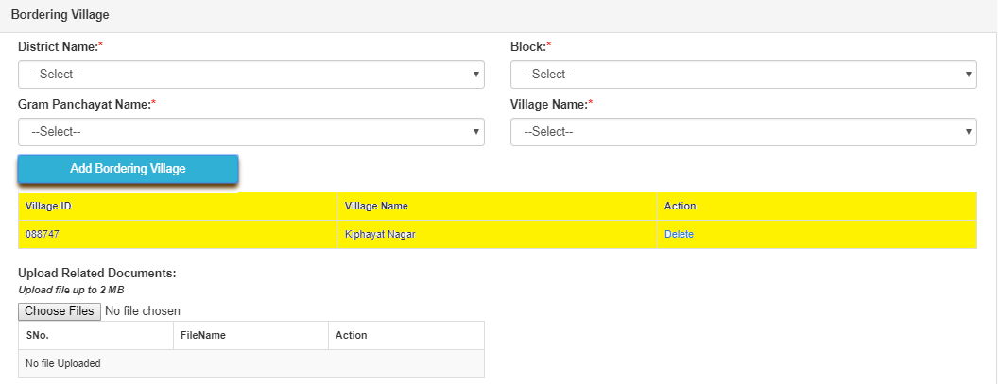 Bordering Village
District Name:* Block:*
--Select-- --Select--
Gram Panchayat Name:* Village Name:*
--Select-- --Select--
Add Bordering Village
Village ID Village Name Action
088747 Kiphayat Nagar Delete
Upload Related Documents:
Upload file up to 2 MB
Choose Files No file chosen
SNo. FileName Action
No file Uploaded